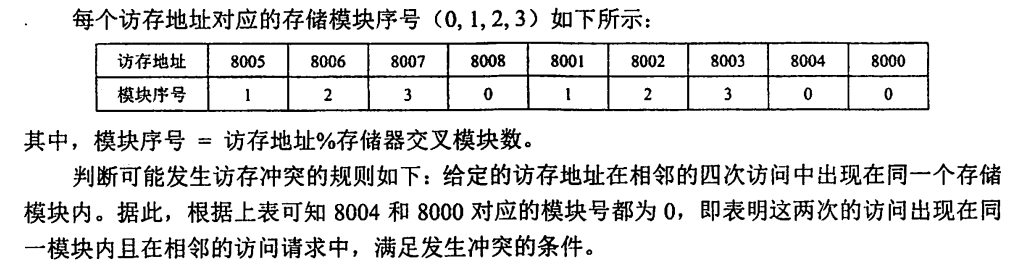 每个访存地址对应的存储模块序号（0, 1, 2, 3）如下所示：
访存地址 8005 8006 8007 8008 8001 8002 8003 8004 8000
模块序号 1 2 3 0 1 2 3 0 0
其中，模块序号 = 访存地址%存储器交叉模块数。
判断可能发生访存冲突的规则如下：给定的访存地址在相邻的四次访问中出现在同一个存储
模块内。据此，根据上表可知 8004 和 8000 对应的模块号都为 0，即表明这两次的访问出现在同
一模块内且在相邻的访问请求中，满足发生冲突的条件。